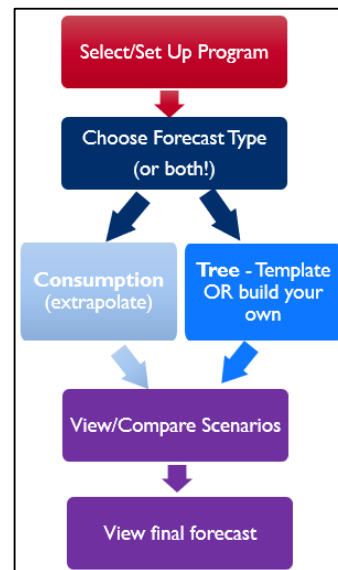 Select/Set Up Program
Choose Forecast Type
(or both!)
Consumption
(extrapolate)
Tree - Template
OR build your
own
View/Compare Scenarios
View final forecast